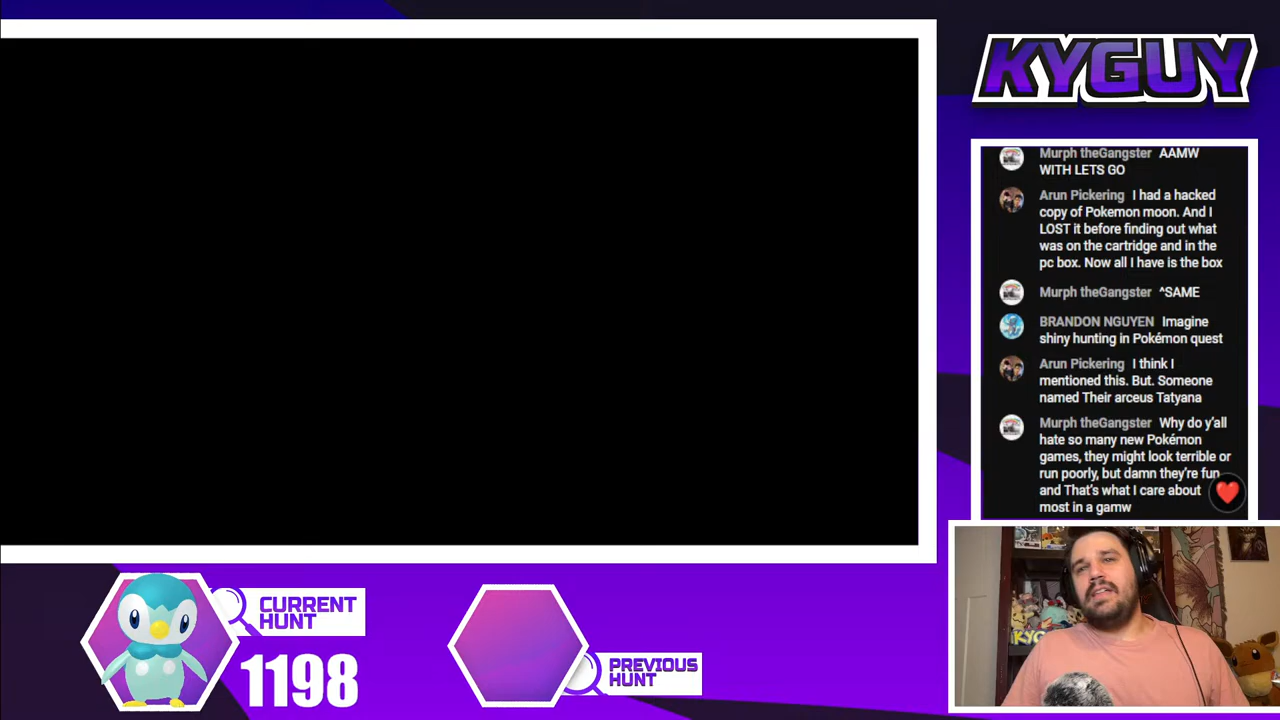 KYGUY
Murph theGangster AAMW
WITH LETS GO
Arun Pickering I had a hacked
copy of Pokemon moon. And I
LOST it before finding out what
was on the cartridge and in the
pc box. Now all I have is the box
Murph theGangster ^SAME
BRANDON NGUYEN Imagine
shiny hunting in Pokémon quest
Arun Pickering I think I
mentioned this. But. Someone
named Their arceus Tatyana
Murph theGangster Why do y'all
hate so many new Pokémon
games, they might look terrible or
run poorly, but damn they're fun
and That's what I care about
most in a gamw
CURRENT
HUNT
1198
PREVIOUS
HUNT